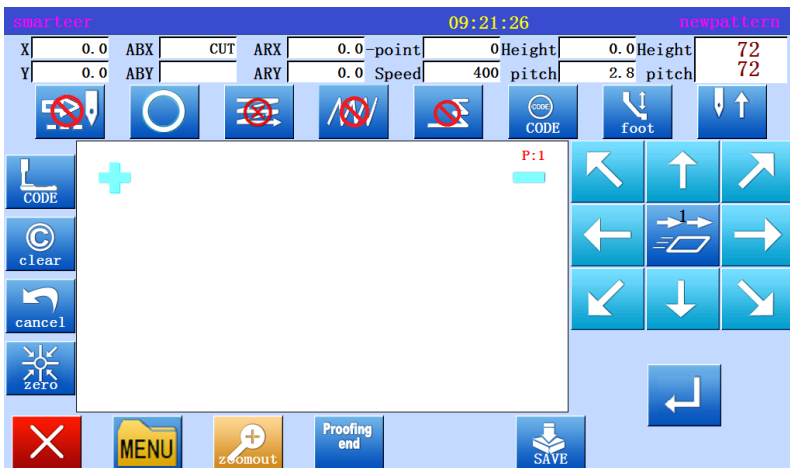 smarteer 09:21:26 newpattern
X 0.0 ABX CUT ARX 0.0 -point 0 Height 0.0 Height 72
Y 0.0 ABY ARY 0.0 Speed 400 pitch 2.8 pitch 72
CODE
CODE foot
P:1
CODE
1
© clear
cancel
zero
MENU zoomout Proofing end SAVE